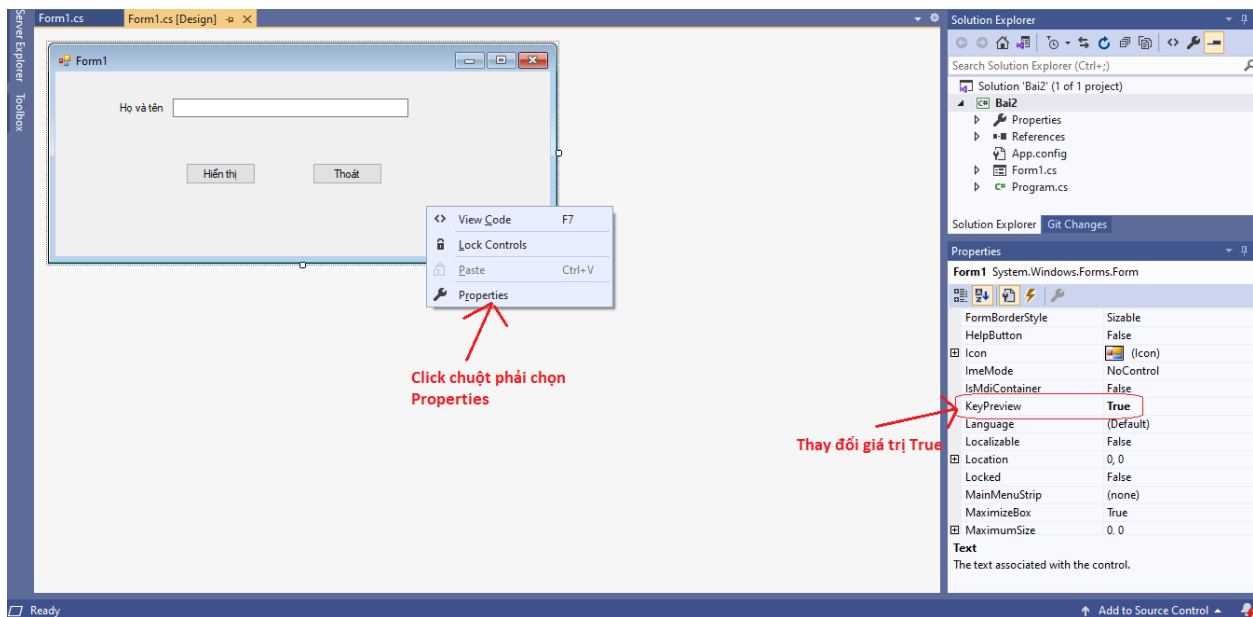 Server Explorer
Toolbox
Form1.cs
Form1.cs [Design]
Form1
Họ và tên
Hiển thị
Thoát
View Code F7
Lock Controls
Paste Ctrl+V
Properties
Click chuột phải chọn
Properties
Thay đổi giá trị True
Solution Explorer
Search Solution Explorer (Ctrl+;)
Solution 'Bai2' (1 of 1 project)
C# Bai2
Properties
References
App.config
Form1.cs
C# Program.cs
Solution Explorer Git Changes
Properties
Form1 System.Windows.Forms.Form
FormBorderStyle Sizable
HelpButton False
Icon (Icon)
ImeMode NoControl
IsMdiContainer False
KeyPreview True
Language (Default)
Localizable False
Location 0, 0
Locked False
MainMenuStrip (none)
MaximizeBox True
MaximumSize 0, 0
Text
The text associated with the control.
Ready
Add to Source Control